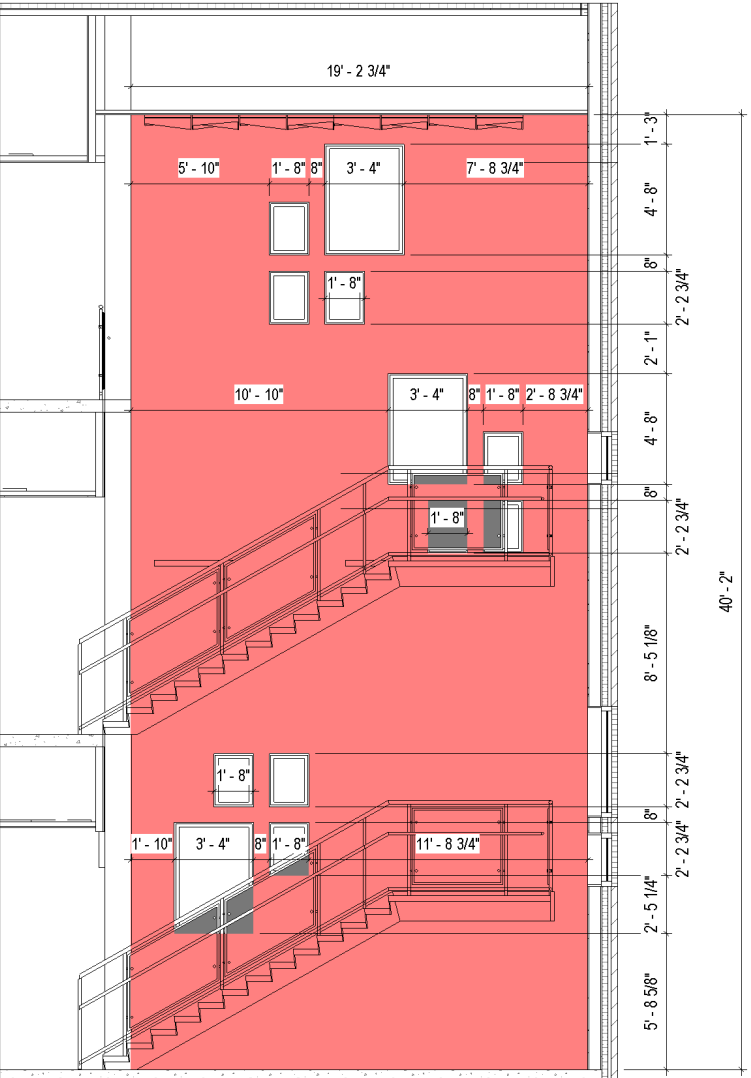 19' - 2 3/4"
5' - 10"
1' - 8"
8"
3' - 4"
7' - 8 3/4"
1' - 8"
10' - 10"
3' - 4"
8"
1' - 8"
2' - 8 3/4"
1' - 8"
1' - 8"
1' - 10"
3' - 4"
8"
1' - 8"
11' - 8 3/4"
1' - 3"
4' - 8"
8"
2' - 2 3/4"
2' - 1"
4' - 8"
8"
2' - 2 3/4"
8' - 5 1/8"
2' - 2 3/4"
8"
2' - 2 3/4"
2' - 5 1/4"
5' - 8 5/8"
40' - 2"